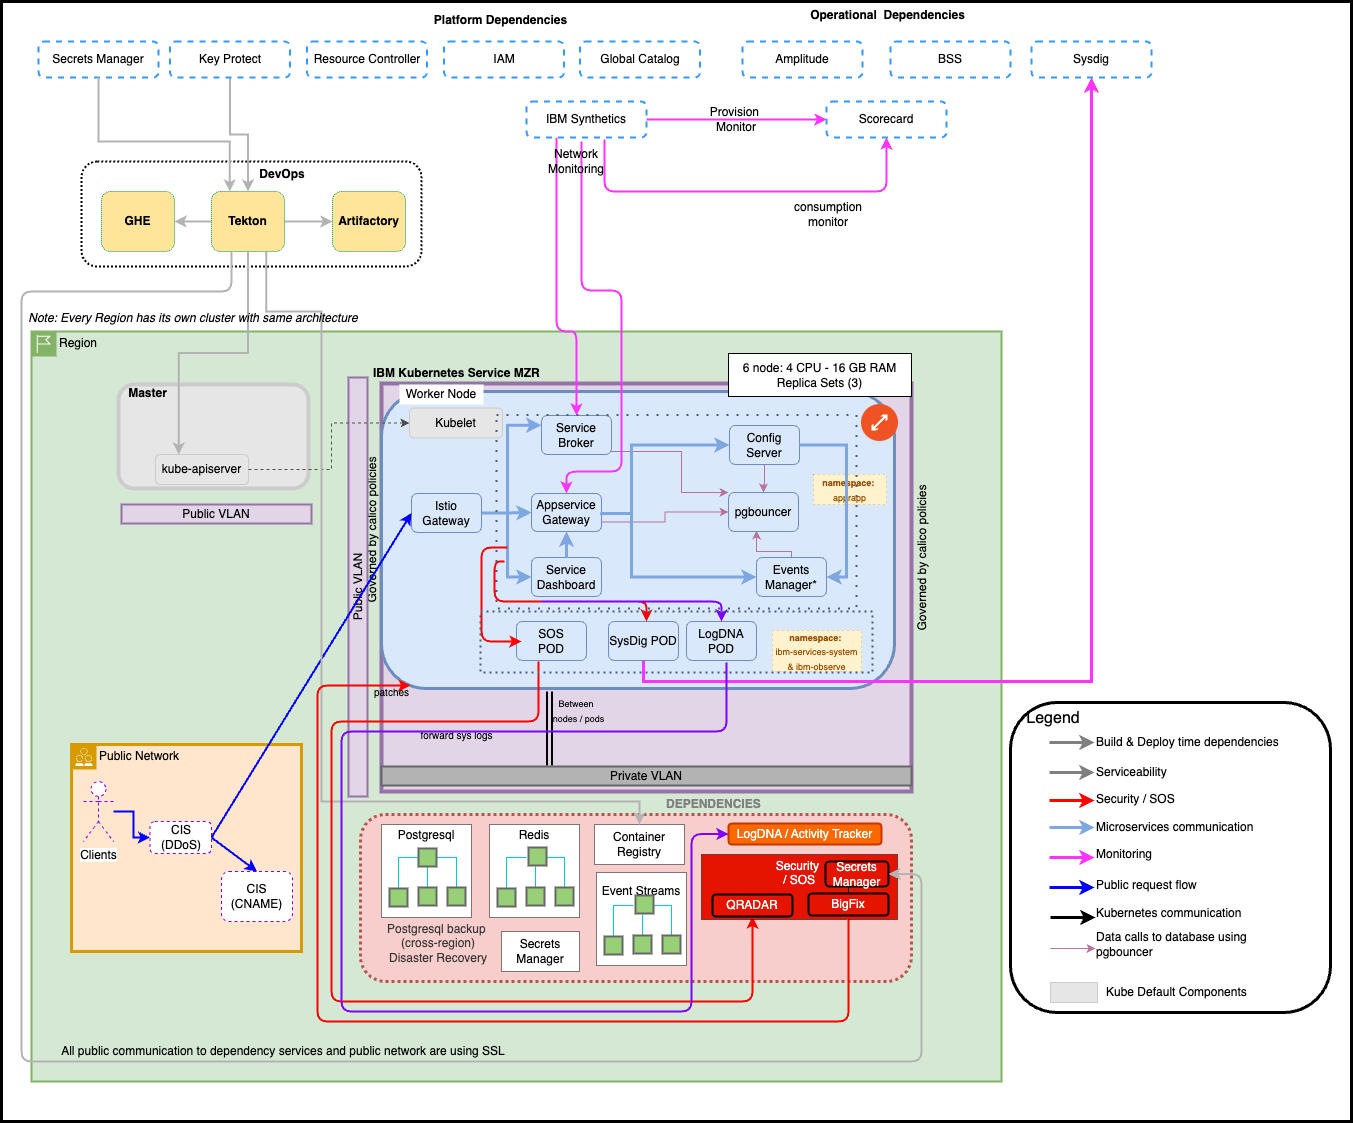 Platform Dependencies
Operational Dependencies
Secrets Manager
Key Protect
Resource Controller
IAM
Global Catalog
Amplitude
BSS
Sysdig
IBM Synthetics
Provision
Monitor
Scorecard
Network
Monitoring
consumption
monitor
DevOps
GHE
Tekton
Artifactory
Note: Every Region has its own cluster with same architecture
Region
Master
kube-apiserver
Public VLAN
IBM Kubernetes Service MZR
6 node: 4 CPU - 16 GB RAM
Replica Sets (3)
Worker Node
Kubelet
Service
Broker
Config
Server
namespace:
apprapp
Istio
Gateway
Appservice
Gateway
pgbouncer
Service
Dashboard
Events
Manager*
Public VLAN
Governed by calico policies
Governed by calico policies
SOS
POD
SysDig POD
LogDNA
POD
namespace:
ibm-services-system
& ibm-observe
patches
Between
nodes / pods
forward sys logs
Private VLAN
Public Network
Clients
CIS
(DDoS)
CIS
(CNAME)
DEPENDENCIES
Postgresql
Redis
Container
Registry
LogDNA / Activity Tracker
Security
/ SOS
Secrets
Manager
QRADAR
BigFix
Event Streams
Postgresql backup
(cross-region)
Disaster Recovery
Secrets
Manager
All public communication to dependency services and public network are using SSL
Legend
Build & Deploy time dependencies
Serviceability
Security / SOS
Microservices communication
Monitoring
Public request flow
Kubernetes communication
Data calls to database using
pgbouncer
Kube Default Components